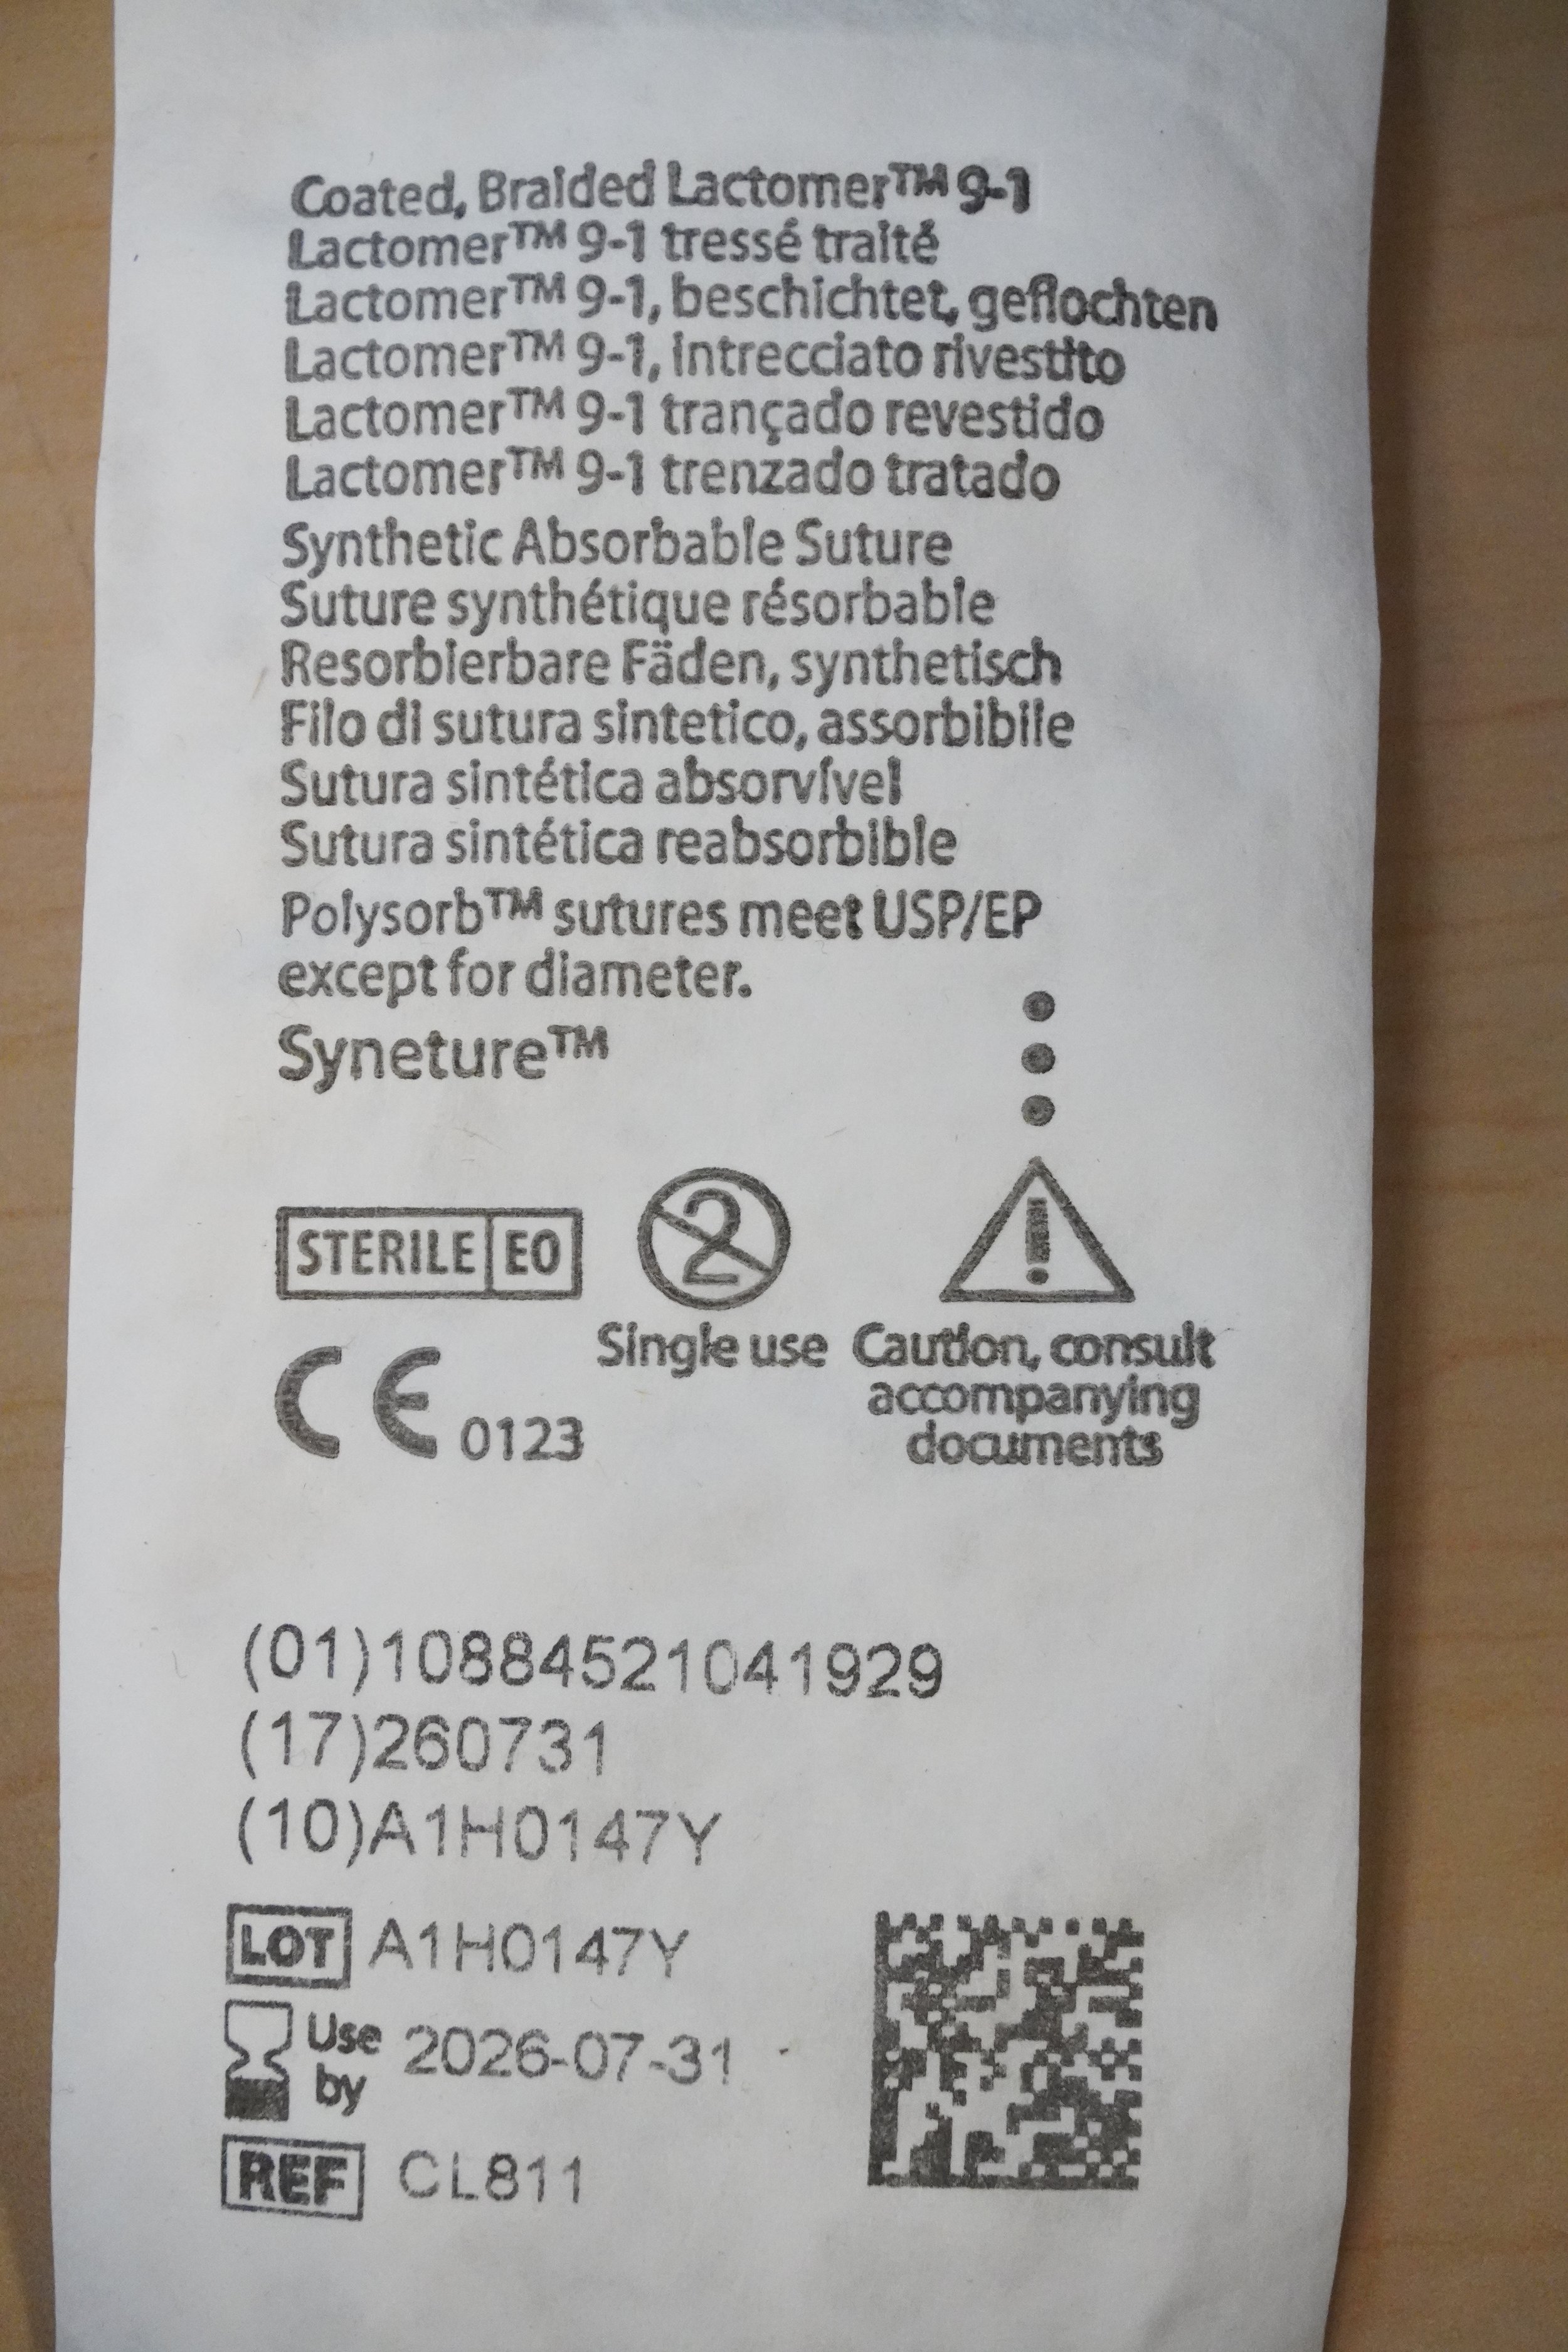 Coated, Braided Lactomer™ 9-1
Lactomer™ 9-1 tressé traité
Lactomer™ 9-1, beschichtet, geflochten
Lactomer™ 9-1, intrecciato rivestito
Lactomer™ 9-1 trançado revestido
Lactomer™ 9-1 trenzado tratado
Synthetic Absorbable Suture
Suture synthétique résorbable
Resorbierbare Fäden, synthetisch
Filo di sutura sintetico, assorbibile
Sutura sintética absorvível
Sutura sintética reabsorbible
Polysorb™ sutures meet USP/EP
except for diameter.
Syneture™
STERILE EO
2
Single use
!
Caution, consult
accompanying
documents
CE 0123
(01)10884521041929
(17)260731
(10)A1H0147Y
LOT A1H0147Y
Use by 2026-07-31
REF CL811